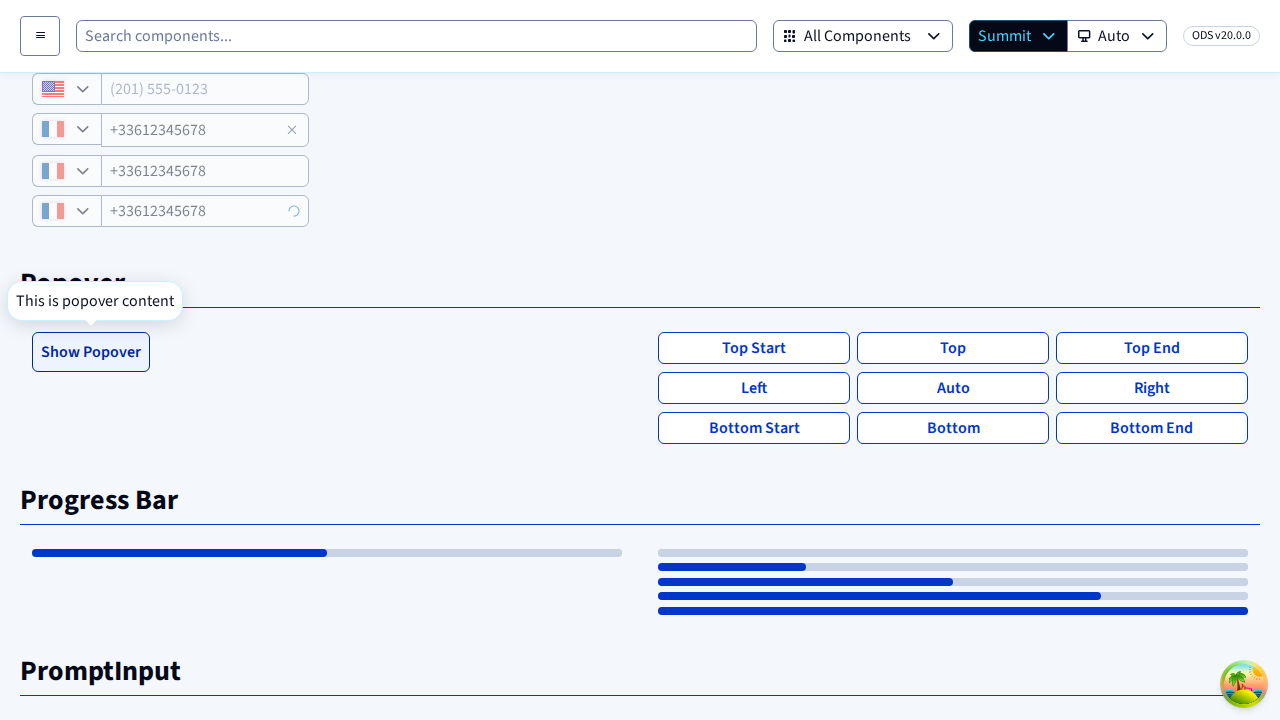 Search components...
All Components
Summit
Auto
ODS v20.0.0
(201) 555-0123
+33612345678
+33612345678
+33612345678
This is popover content
Show Popover
Top Start
Top
Top End
Left
Auto
Right
Bottom Start
Bottom
Bottom End
Progress Bar
PromptInput